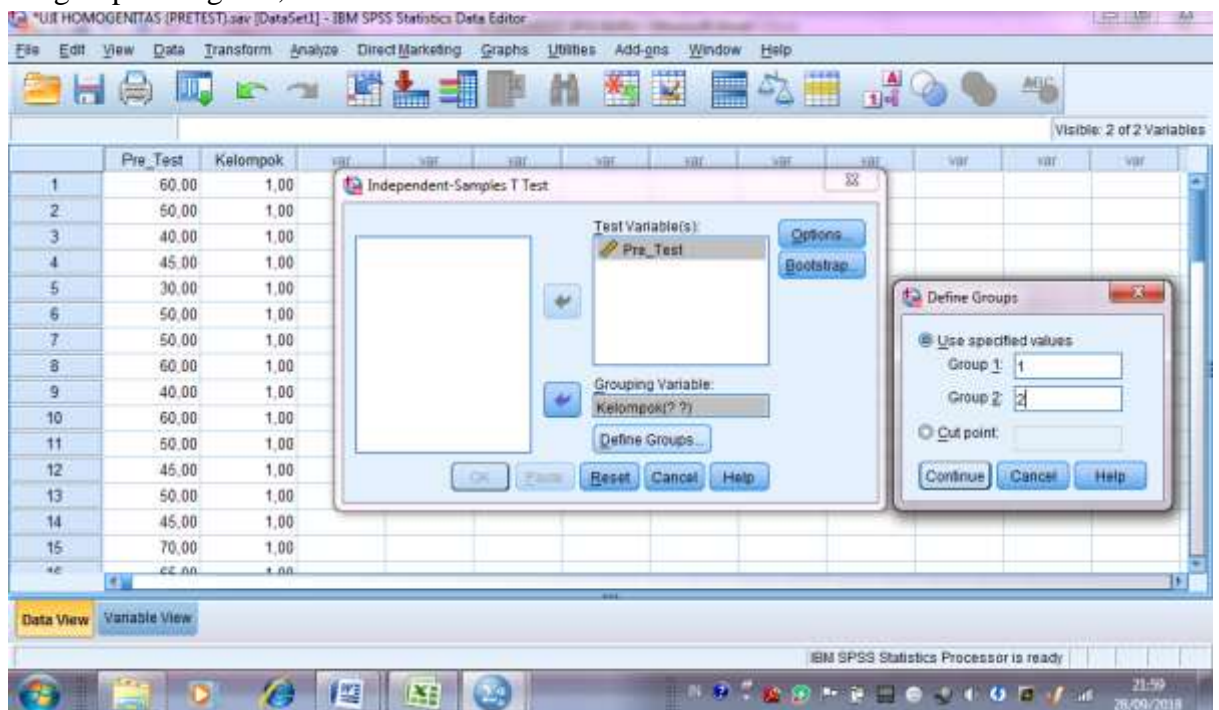 *UJI HOMOGENITAS (PRETEST).sav [DataSet1] - IBM SPSS Statistics Data Editor
File Edit View Data Transform Analyze Direct Marketing Graphs Utilities Add-ons Window Help
Visible: 2 of 2 Variables
Pre_Test Kelompok var var var var var var var var var var
1 60,00 1,00
2 50,00 1,00
3 40,00 1,00
4 45,00 1,00
5 30,00 1,00
6 50,00 1,00
7 50,00 1,00
8 60,00 1,00
9 40,00 1,00
10 60,00 1,00
11 50,00 1,00
12 45,00 1,00
13 50,00 1,00
14 45,00 1,00
15 70,00 1,00
Independent-Samples T Test
Test Variable(s):
Pre_Test
Options...
Bootstrap...
Grouping Variable:
Kelompok(? ?)
Define Groups...
OK Paste Reset Cancel Help
Define Groups
Use specified values
Group 1: 1
Group 2: 2
Cut point:
Continue Cancel Help
Data View Variable View
IBM SPSS Statistics Processor is ready
21:59
28/09/2018